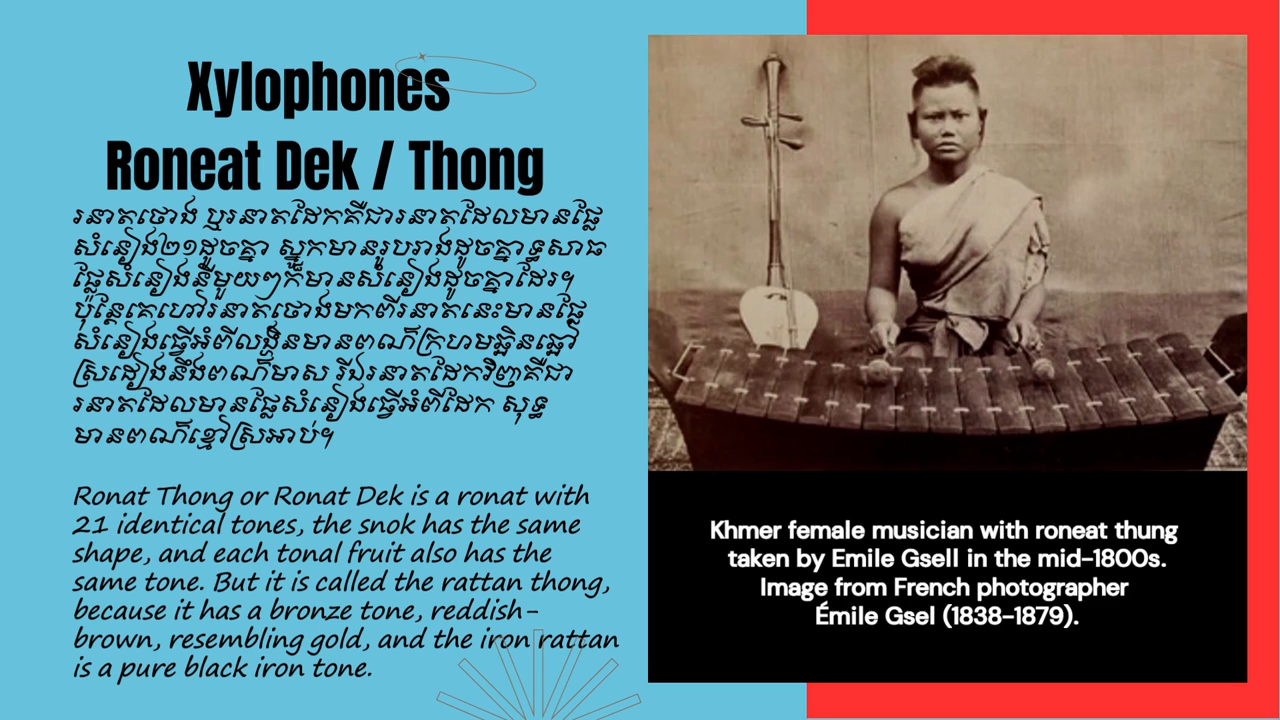 Xylophones
Roneat Dek / Thong
រនាតថោង ឬរនាតដែកគឺជារនាតដែលមានផ្លែ
សំនៀង២១ដូចគ្នា ស្នូកមានរូបរាងដូចគ្នាទ្ធសាធ
ផ្លែសំនៀងនីមួយៗក៏មានសំនៀងដូចគ្នាដែរ។
ប៉ុន្តែគេហៅរនាតថោងមកពីរនាតនេះមានផ្លែ
សំនៀងធ្វើអំពីលង្ហិនមានពណ៌ក្រហមឆ្អិនឆ្អៅ
ស្រដៀងនឹងពណ៌មាស រីឯរនាតដែកវិញគឺជា
រនាតដែលមានផ្លែសំនៀងធ្វើអំពីដែក សុទ្ធ
មានពណ៌ខ្មៅស្រអាប់។
Ronat Thong or Ronat Dek is a ronat with
21 identical tones, the snok has the same
shape, and each tonal fruit also has the
same tone. But it is called the rattan thong,
because it has a bronze tone, reddish-
brown, resembling gold, and the iron rattan
is a pure black iron tone.
Khmer female musician with roneat thung
taken by Emile Gsell in the mid-1800s.
Image from French photographer
Émile Gsel (1838-1879).